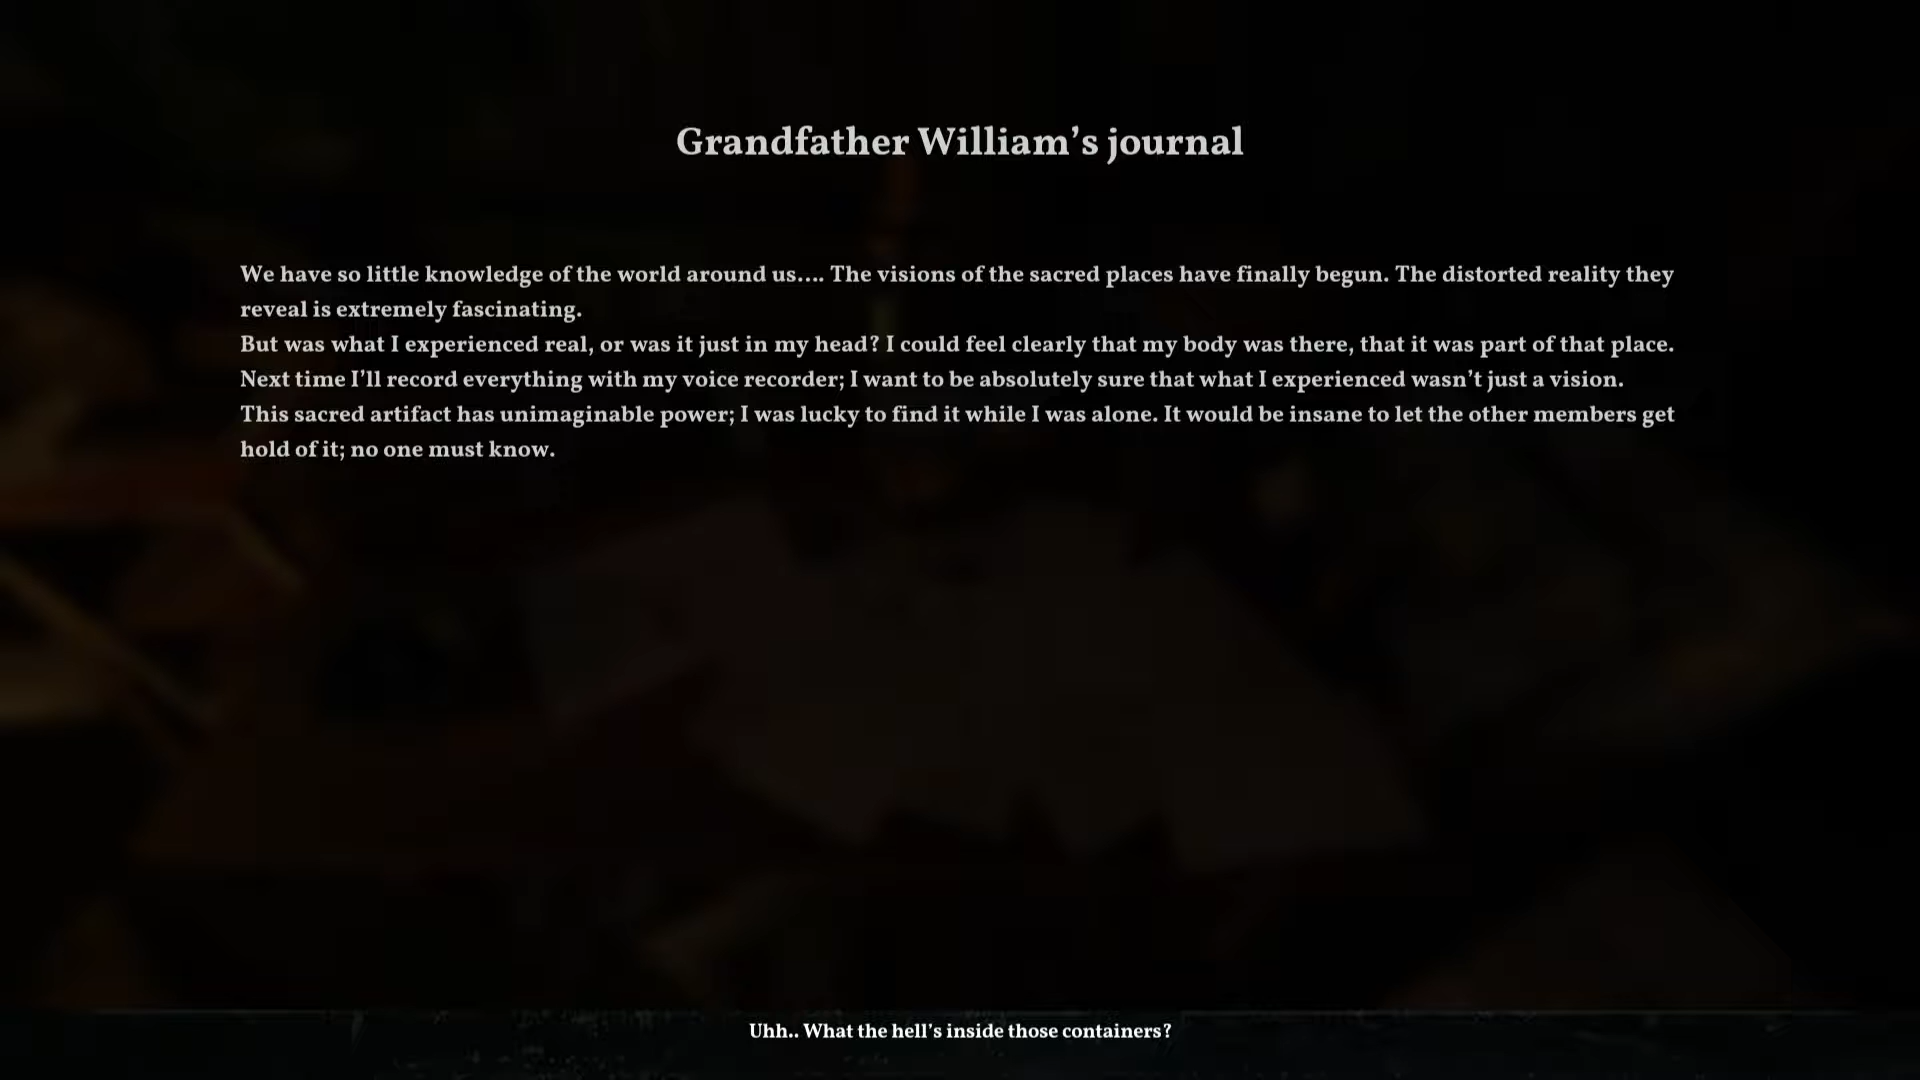 Grandfather William’s journal
We have so little knowledge of the world around us.... The visions of the sacred places have finally begun. The distorted reality they
reveal is extremely fascinating.
But was what I experienced real, or was it just in my head? I could feel clearly that my body was there, that it was part of that place.
Next time I’ll record everything with my voice recorder; I want to be absolutely sure that what I experienced wasn’t just a vision.
This sacred artifact has unimaginable power; I was lucky to find it while I was alone. It would be insane to let the other members get
hold of it; no one must know.
Uhh.. What the hell’s inside those containers?